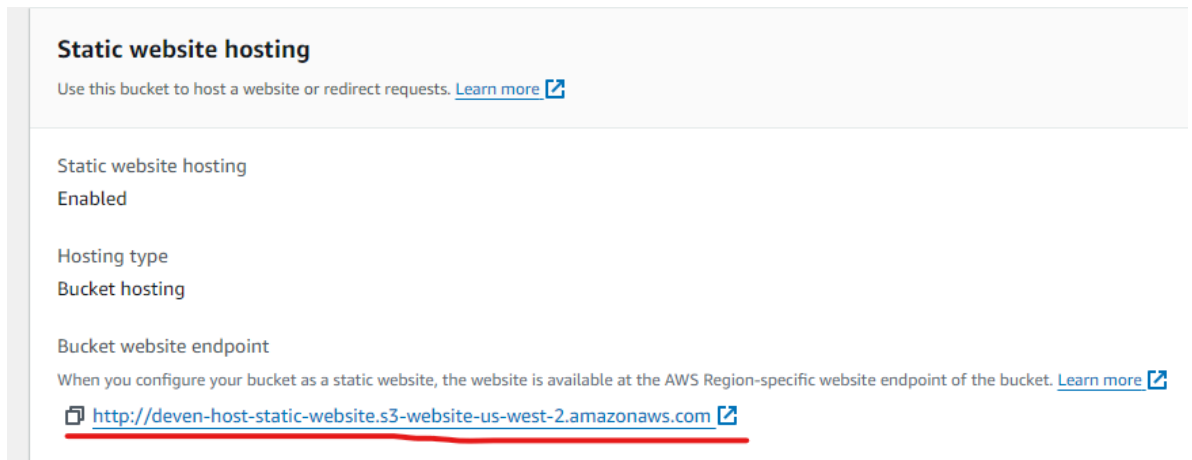 Static website hosting
Use this bucket to host a website or redirect requests. Learn more
Static website hosting
Enabled
Hosting type
Bucket hosting
Bucket website endpoint
When you configure your bucket as a static website, the website is available at the AWS Region-specific website endpoint of the bucket. Learn more
http://deven-host-static-website.s3-website-us-west-2.amazonaws.com